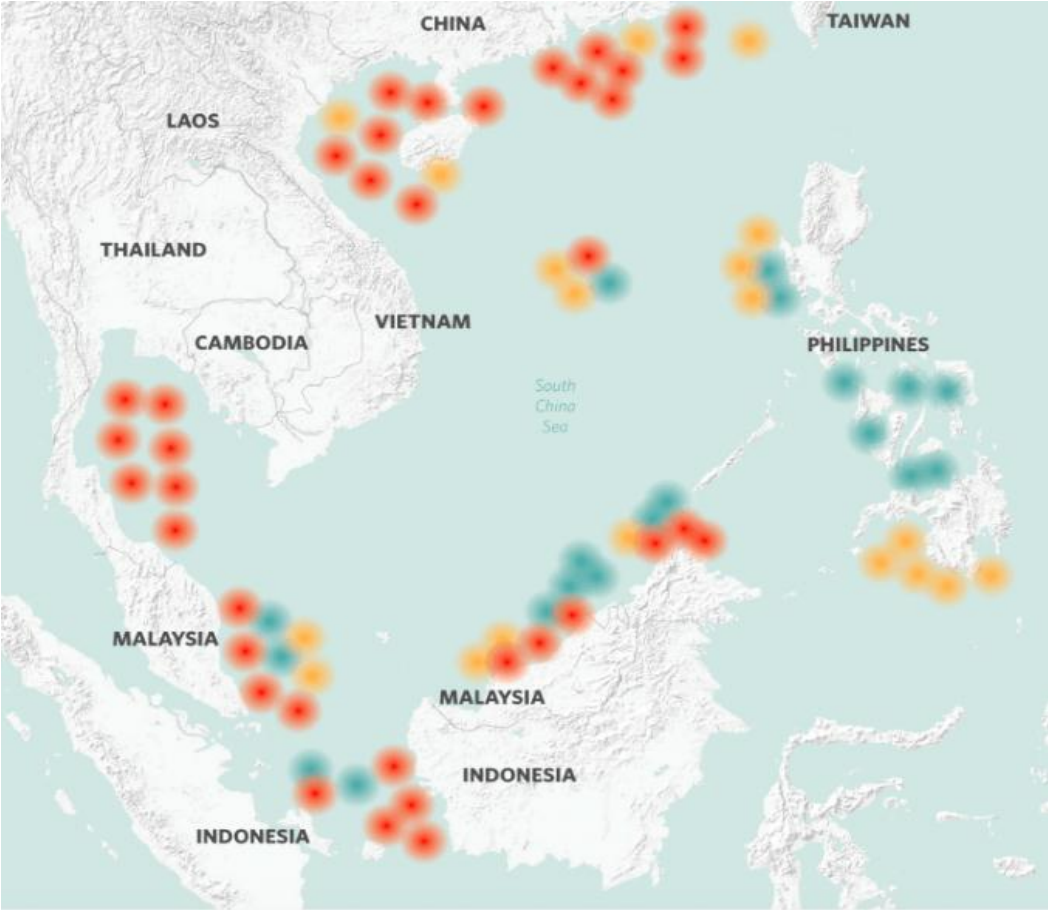 CHINA
TAIWAN
LAOS
THAILAND
VIETNAM
CAMBODIA
PHILIPPINES
South
China
Sea
MALAYSIA
MALAYSIA
INDONESIA
INDONESIA